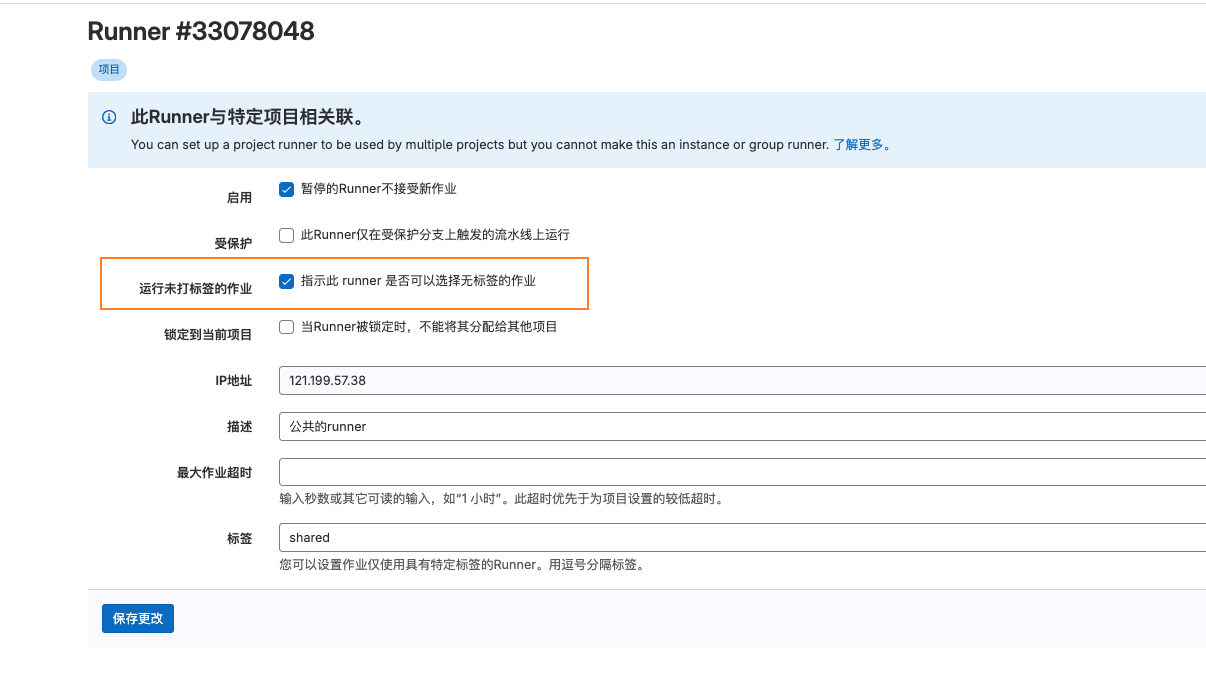 Runner #33078048
项目
此Runner与特定项目相关联。
You can set up a project runner to be used by multiple projects but you cannot make this an instance or group runner. 了解更多。
启用 暂停的Runner不接受新作业
受保护 此Runner仅在受保护分支上触发的流水线上运行
运行未打标签的作业 指示此 runner 是否可以选择无标签的作业
锁定到当前项目 当Runner被锁定时，不能将其分配给其他项目
IP地址 121.199.57.38
描述 公共的runner
最大作业超时
输入秒数或其它可读的输入，如“1 小时”。此超时优先于为项目设置的较低超时。
标签 shared
您可以设置作业仅使用具有特定标签的Runner。用逗号分隔标签。
保存更改